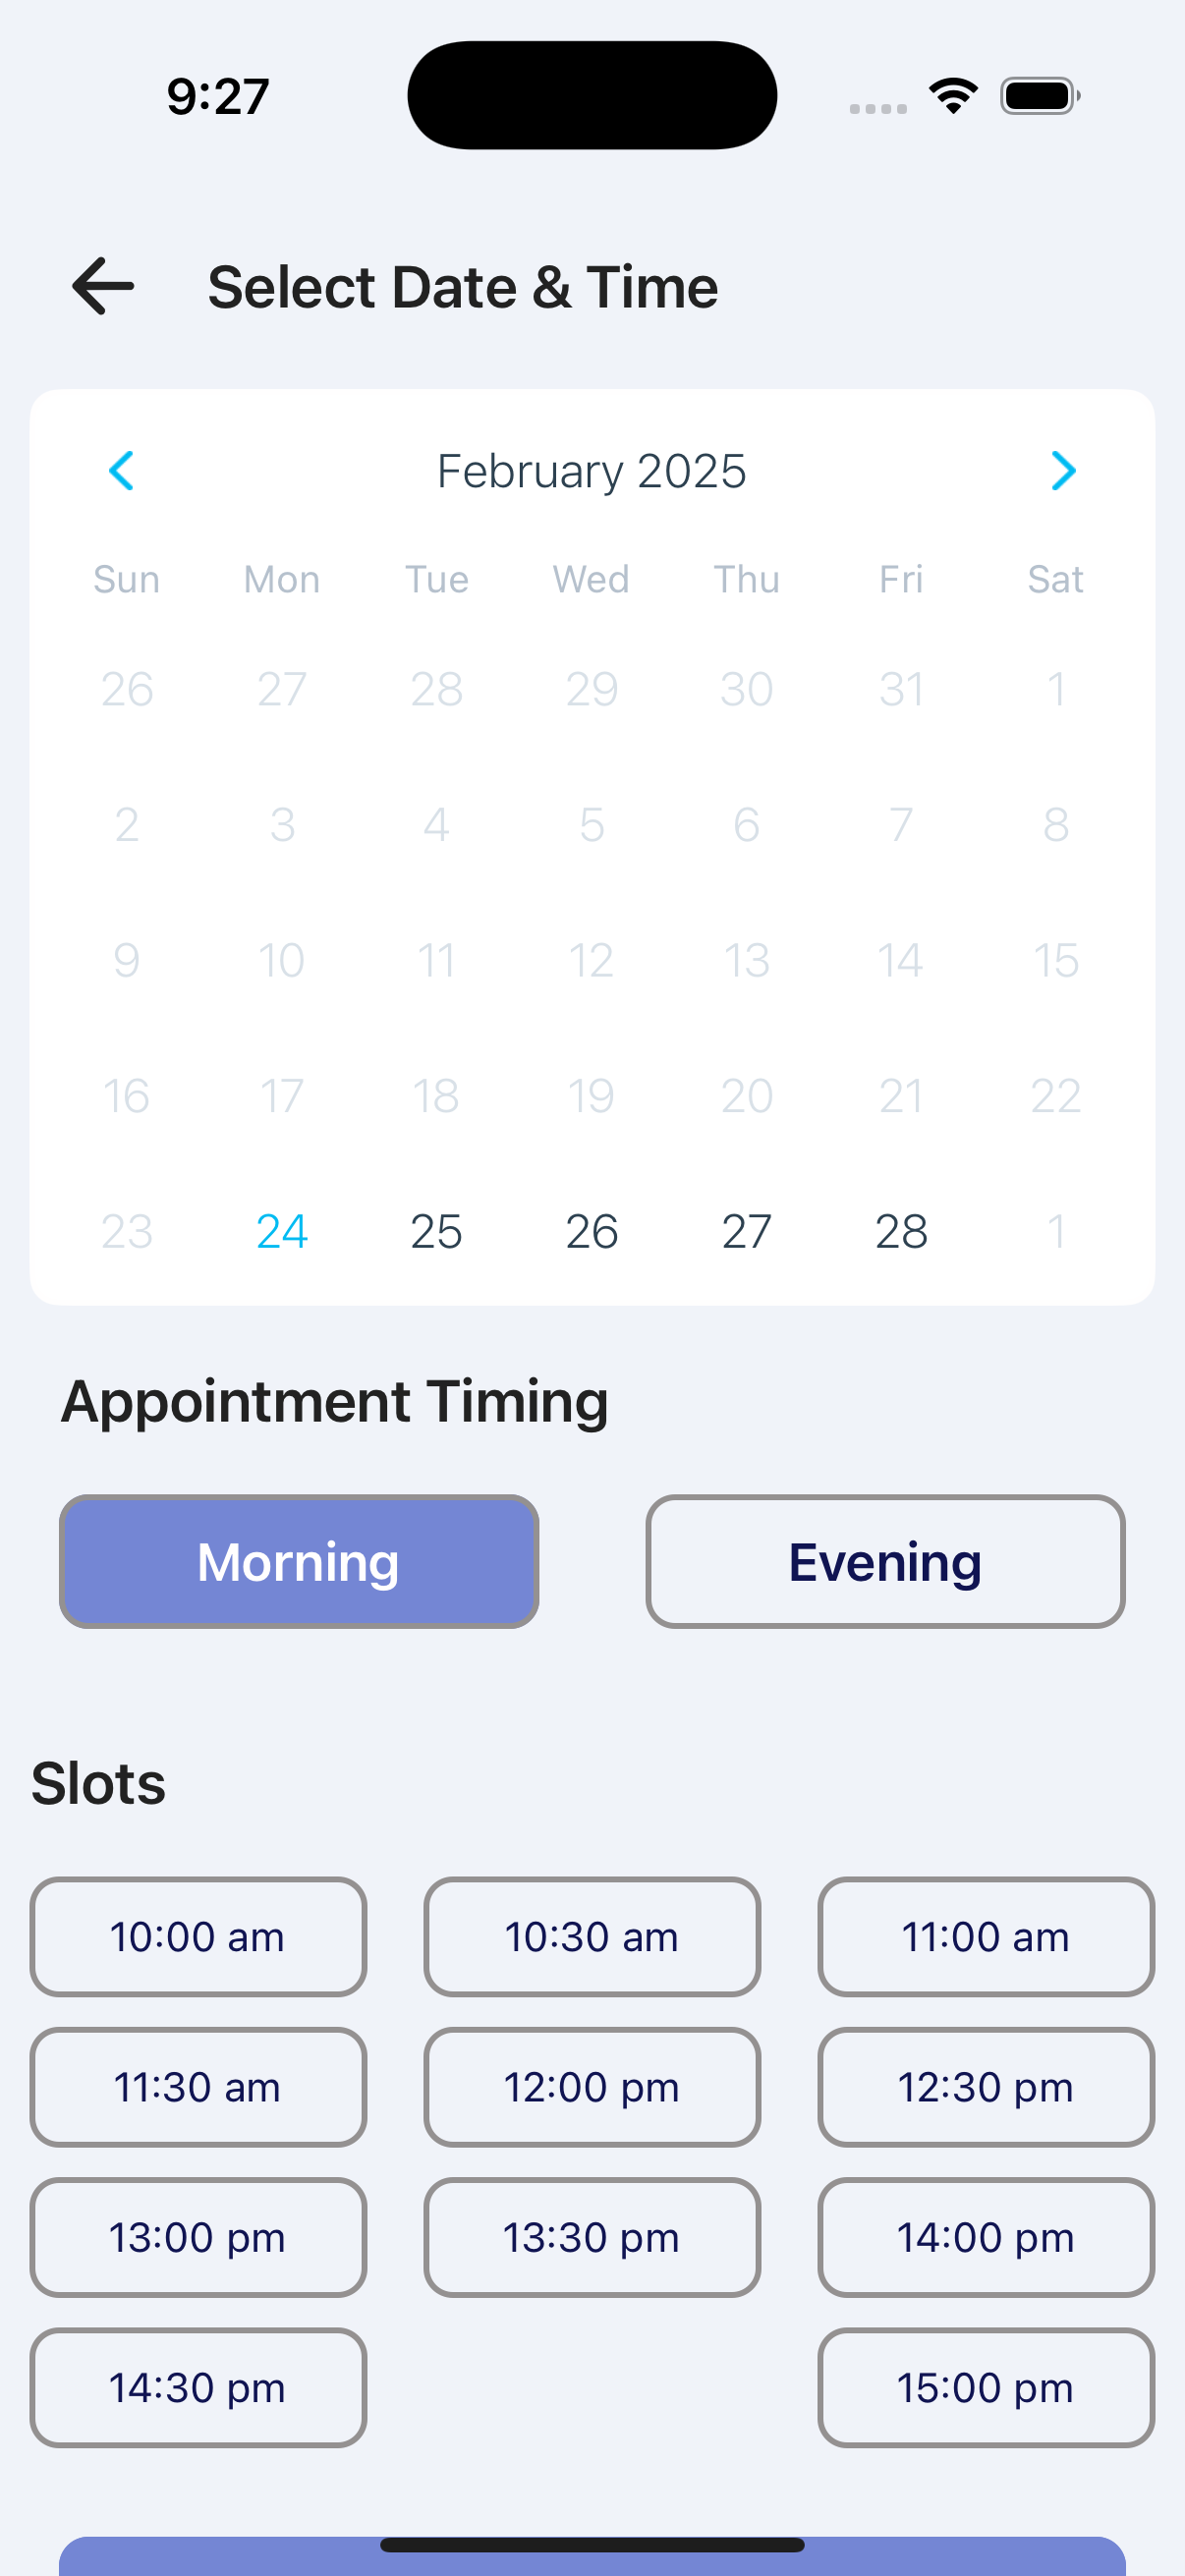 9:27
Select Date & Time
February 2025
Sun Mon Tue Wed Thu Fri Sat
26 27 28 29 30 31 1
2 3 4 5 6 7 8
9 10 11 12 13 14 15
16 17 18 19 20 21 22
23 24 25 26 27 28 1
Appointment Timing
Morning Evening
Slots
10:00 am 10:30 am 11:00 am
11:30 am 12:00 pm 12:30 pm
13:00 pm 13:30 pm 14:00 pm
14:30 pm 15:00 pm